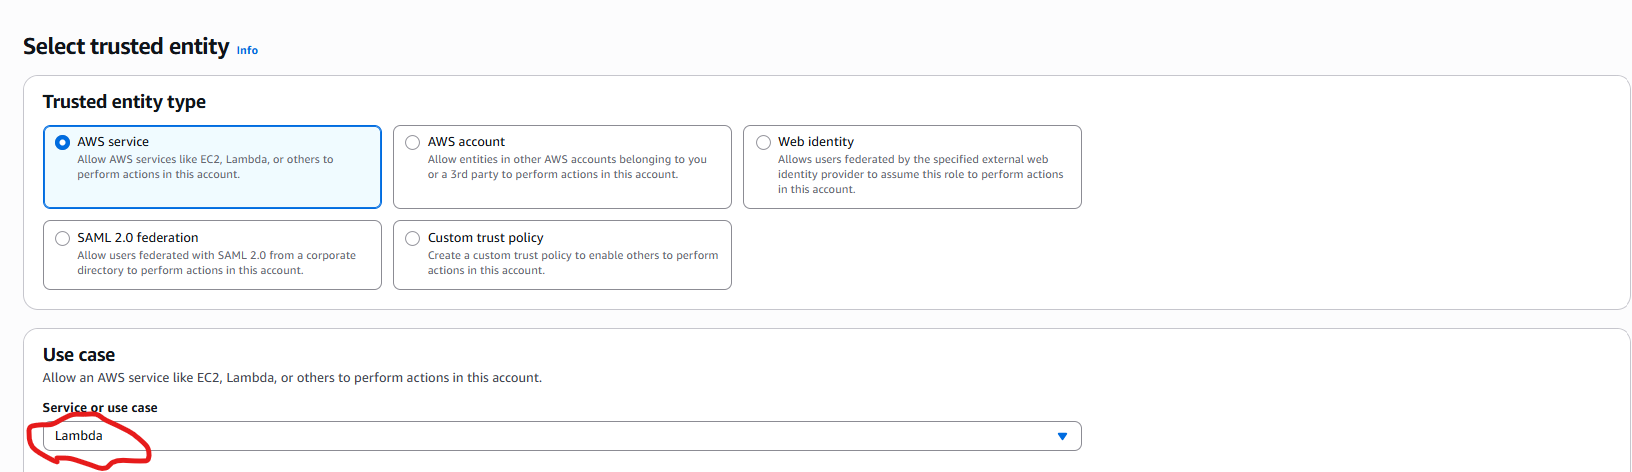 Select trusted entity Info
Trusted entity type
AWS service
Allow AWS services like EC2, Lambda, or others to
perform actions in this account.
AWS account
Allow entities in other AWS accounts belonging to you
or a 3rd party to perform actions in this account.
Web identity
Allows users federated by the specified external web
identity provider to assume this role to perform actions
in this account.
SAML 2.0 federation
Allow users federated with SAML 2.0 from a corporate
directory to perform actions in this account.
Custom trust policy
Create a custom trust policy to enable others to perform
actions in this account.
Use case
Allow an AWS service like EC2, Lambda, or others to perform actions in this account.
Service or use case
Lambda